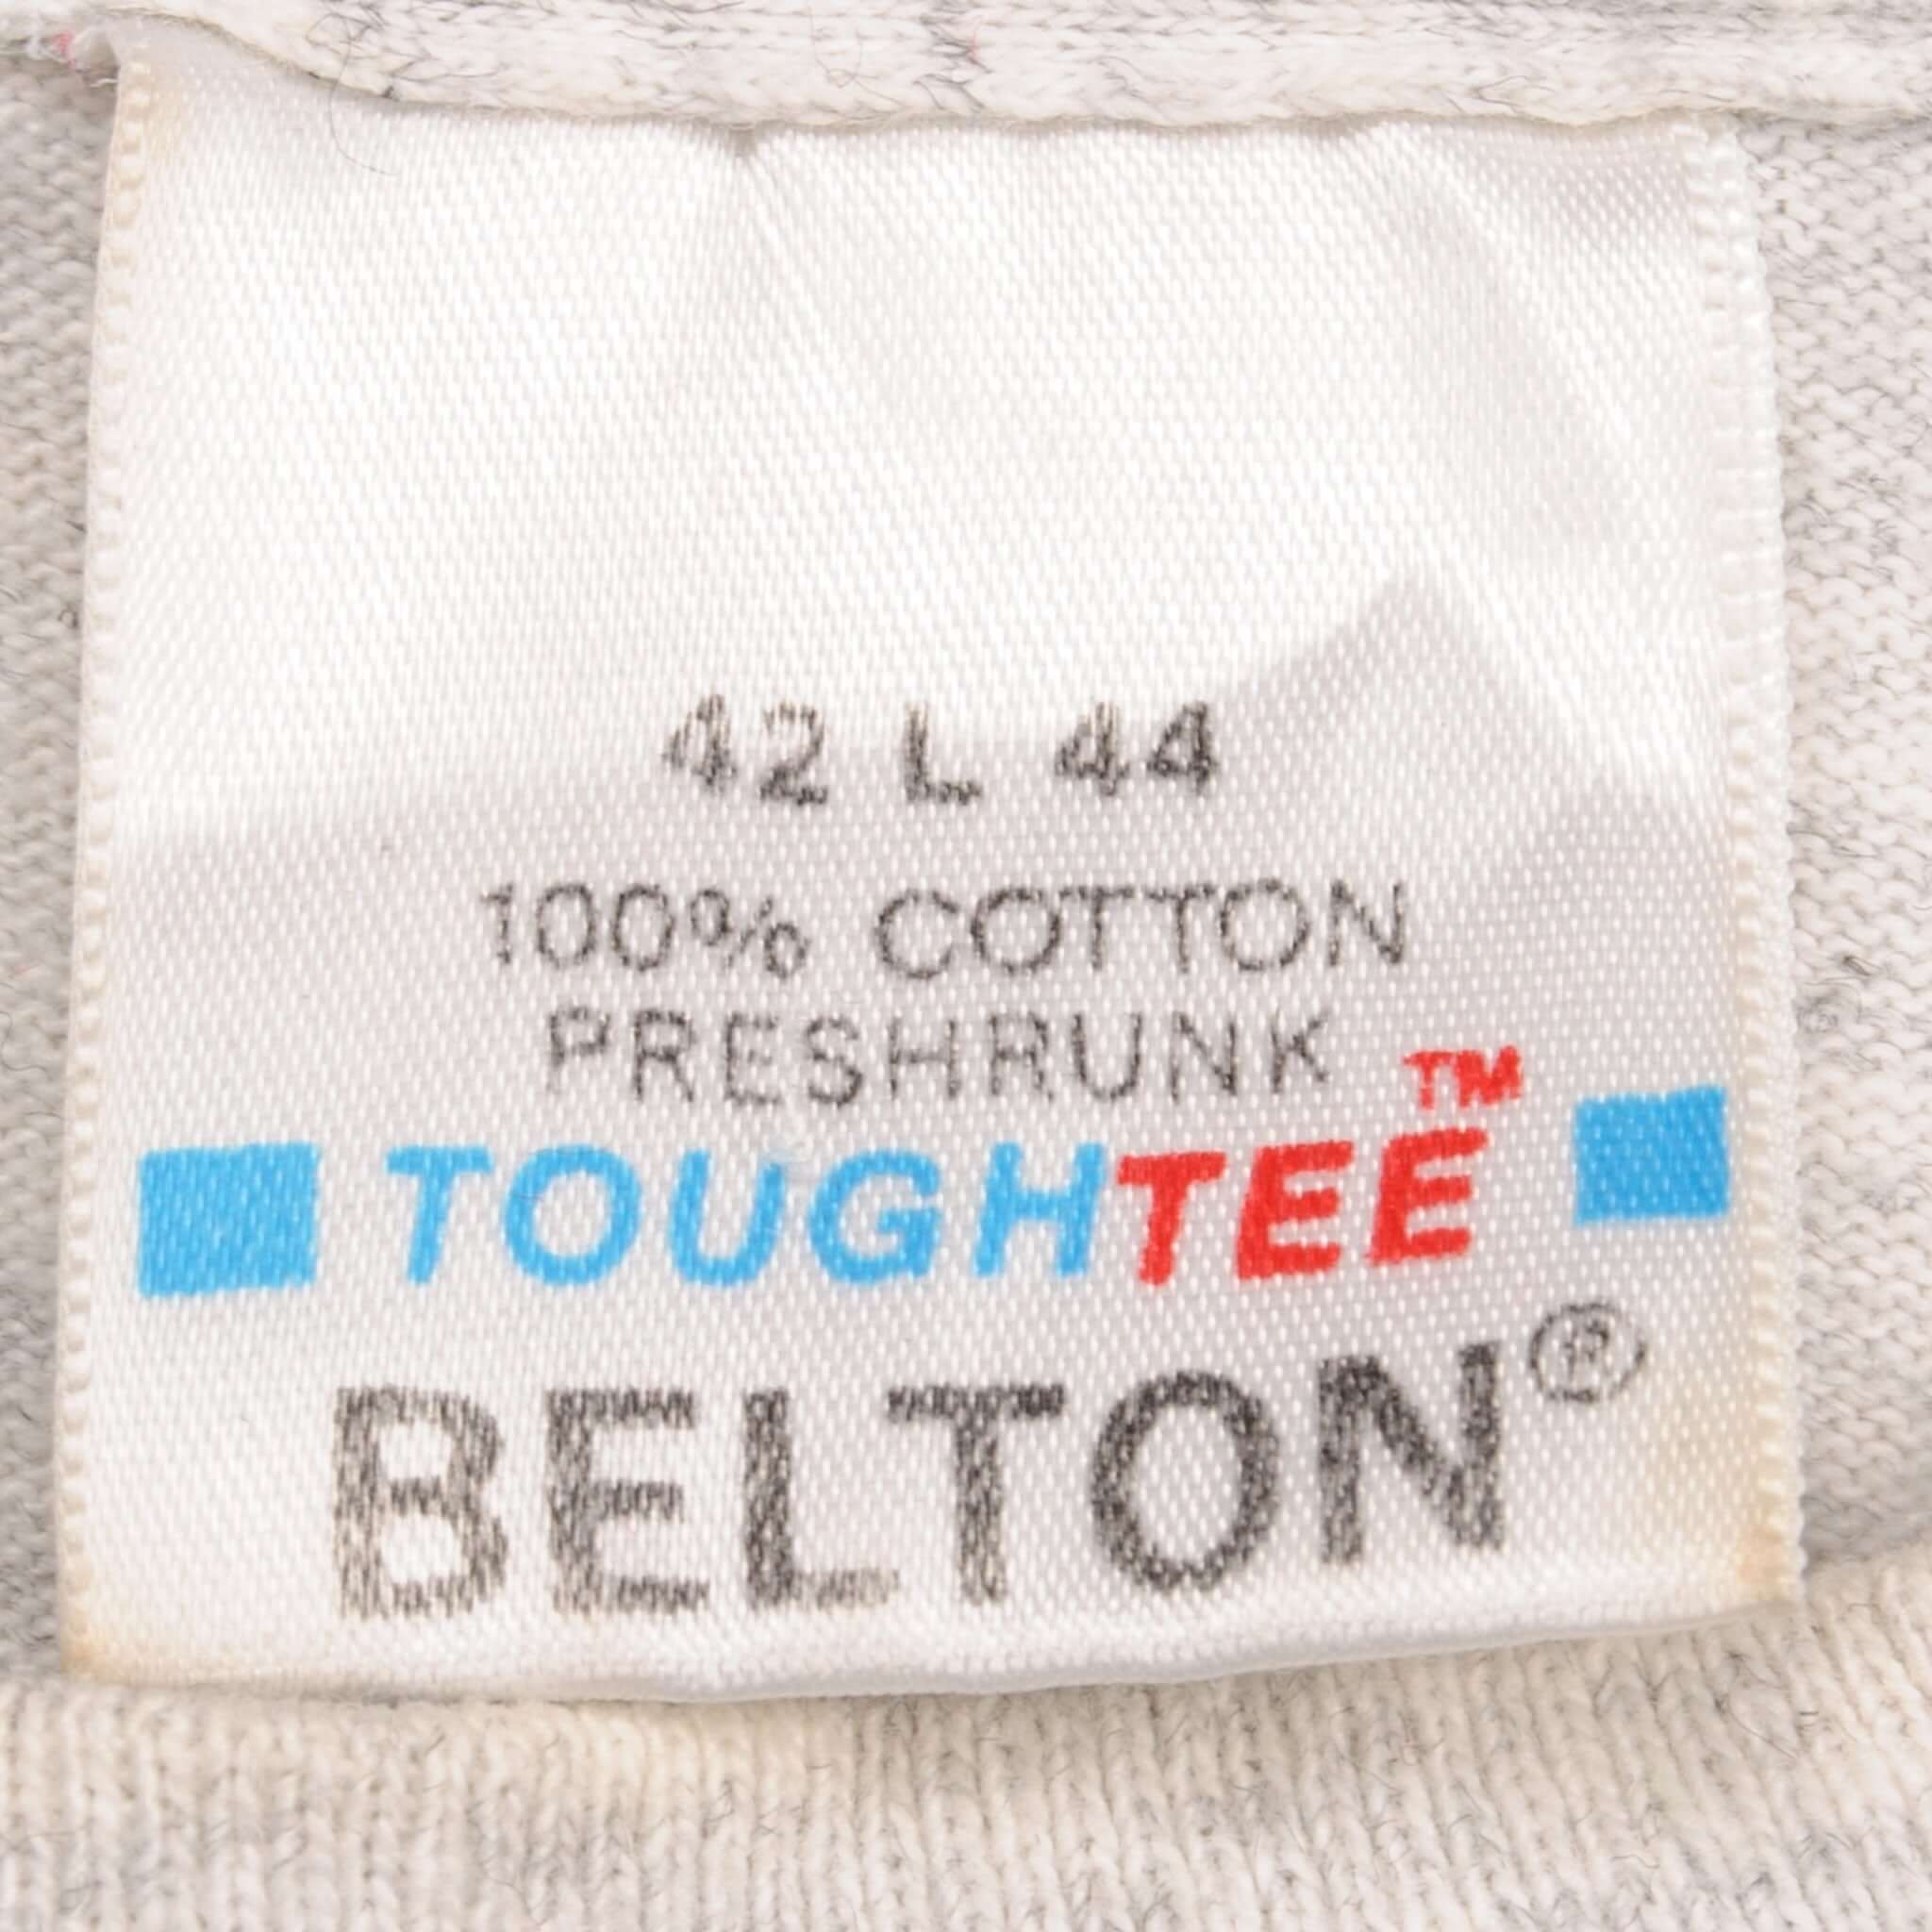 42 L 44
100% COTTON
PRESHRUNK
TOUGHTEE™
BELTON®